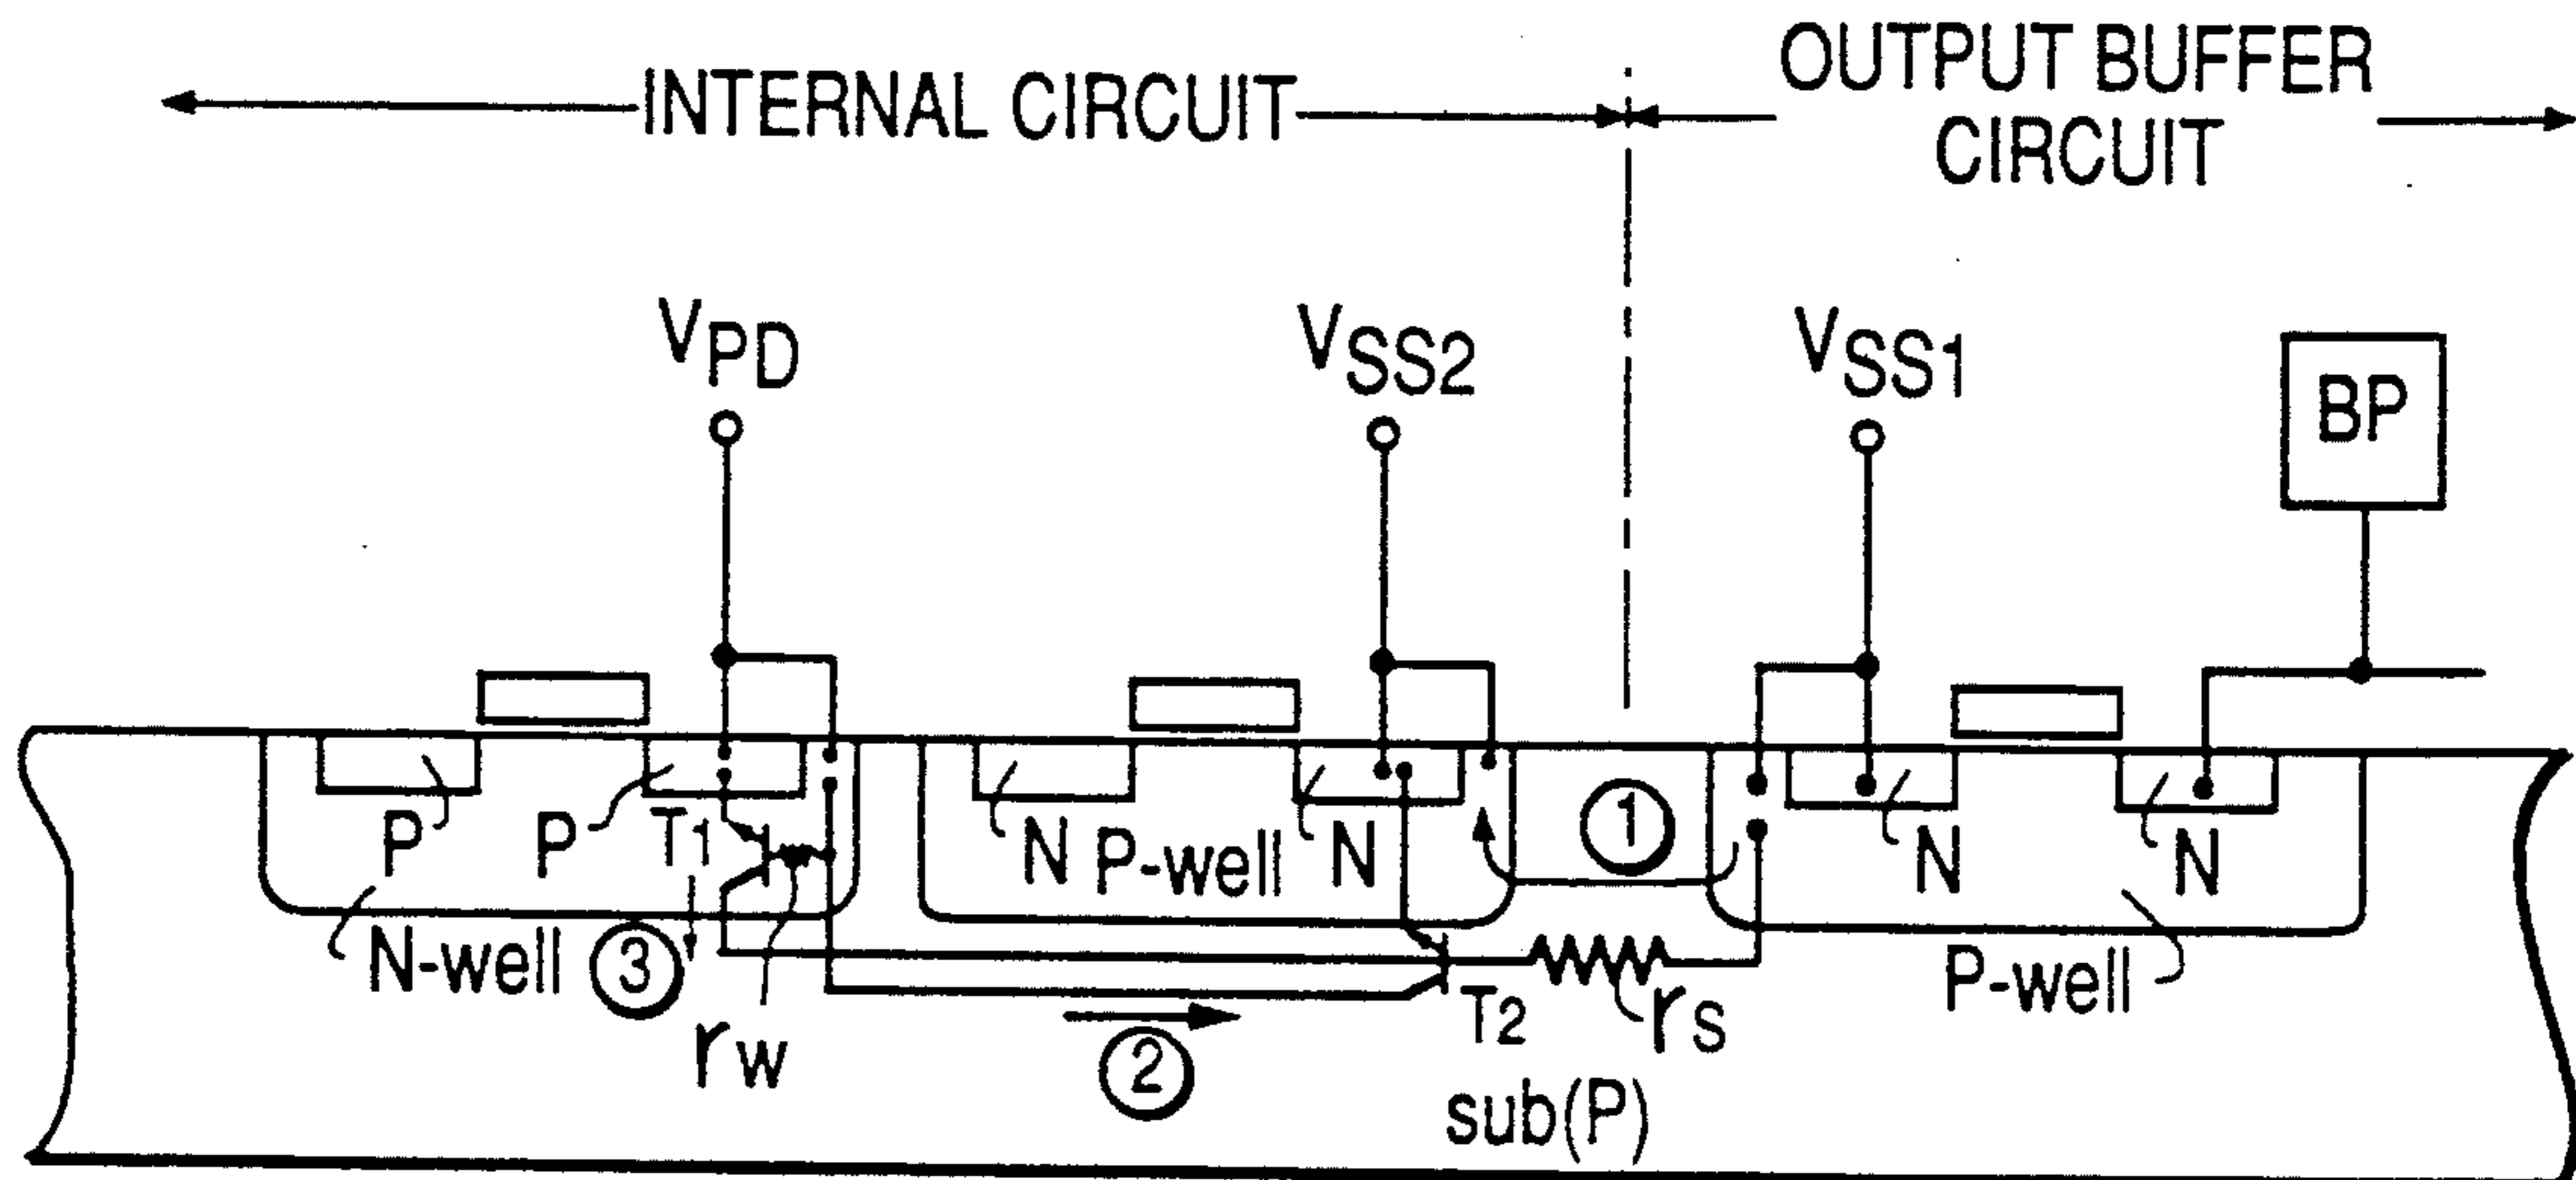 INTERNAL CIRCUIT
OUTPUT BUFFER
CIRCUIT
VPD
VSS2
VSS1
BP
P
P
T1
N
P-well
N
1
N
N
N-well
3
rw
2
T2
rs
P-well
sub(P)